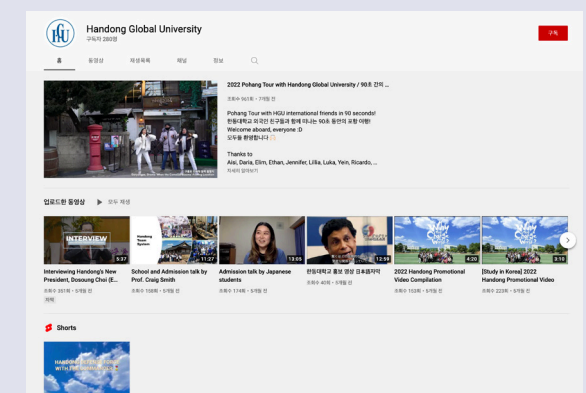 Handong Global University
구독자 280명
구독
홈 동영상 재생목록 채널 정보
2022 Pohang Tour with Handong Global University / 90초 간의 ...
조회수 961회 • 7개월 전
Pohang Tour with HGU international friends in 90 seconds!
한동대학교 외국인 친구들과 함께 떠나는 90초 동안의 포항 여행!
Welcome aboard, everyone :D
모두를 환영합니다
Thanks to
Aisi, Daria, Elim, Ethan, Jennifer, Lillia, Luka, Yein, Ricardo, ...
자세히 알아보기
업로드한 동영상 ▶ 모두 재생
INTERVIEW
5:37
Handong
Team
System
11:27
13:05
12:59
Study
4:20
Study
3:10
Interviewing Handong's New
President, Dosoung Choi (E...
조회수 351회 • 5개월 전
자막
School and Admission talk by
Prof. Craig Smith
조회수 158회 • 5개월 전
Admission talk by Japanese
students
조회수 174회 • 5개월 전
한동대학교 홍보 영상 日本語자막
조회수 40회 • 5개월 전
2022 Handong Promotional
Video Compilation
조회수 103회 • 5개월 전
[Study in Korea] 2022
Handong Promotional Video
조회수 223회 • 5개월 전
Shorts